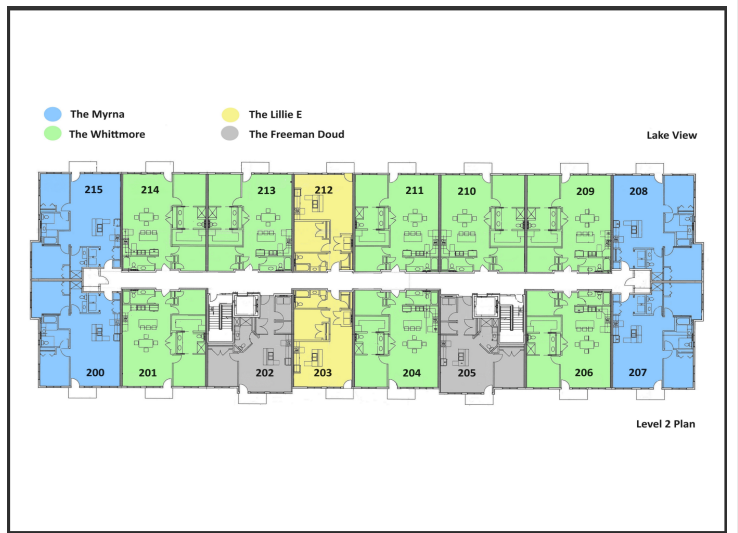 The Myrna
The Lillie E
The Whittmore
The Freeman Doud
Lake View
215
214
213
212
211
210
209
208
200
201
202
203
204
205
206
207
Level 2 Plan